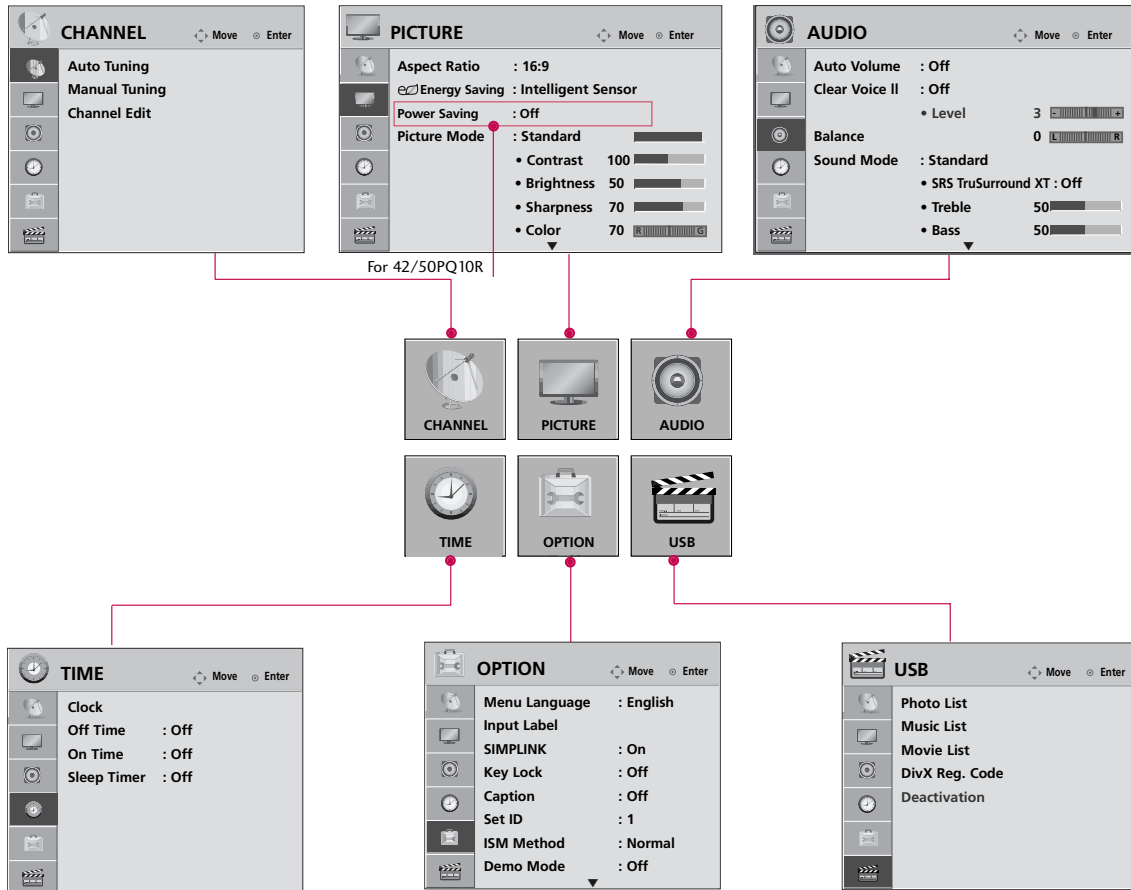 CHANNEL Move Enter
Auto Tuning
Manual Tuning
Channel Edit
PICTURE Move Enter
Aspect Ratio : 16:9
Energy Saving : Intelligent Sensor
Power Saving : Off
Picture Mode : Standard
• Contrast 100
• Brightness 50
• Sharpness 70
• Color 70 R G
For 42/50PQ10R
AUDIO Move Enter
Auto Volume : Off
Clear Voice ll : Off
• Level 3 - +
Balance 0 L R
Sound Mode : Standard
• SRS TruSurround XT : Off
• Treble 50
• Bass 50
CHANNEL
PICTURE
AUDIO
TIME
OPTION
USB
TIME Move Enter
Clock
Off Time : Off
On Time : Off
Sleep Timer : Off
OPTION Move Enter
Menu Language : English
Input Label
SIMPLINK : On
Key Lock : Off
Caption : Off
Set ID : 1
ISM Method : Normal
Demo Mode : Off
USB Move Enter
Photo List
Music List
Movie List
DivX Reg. Code
Deactivation